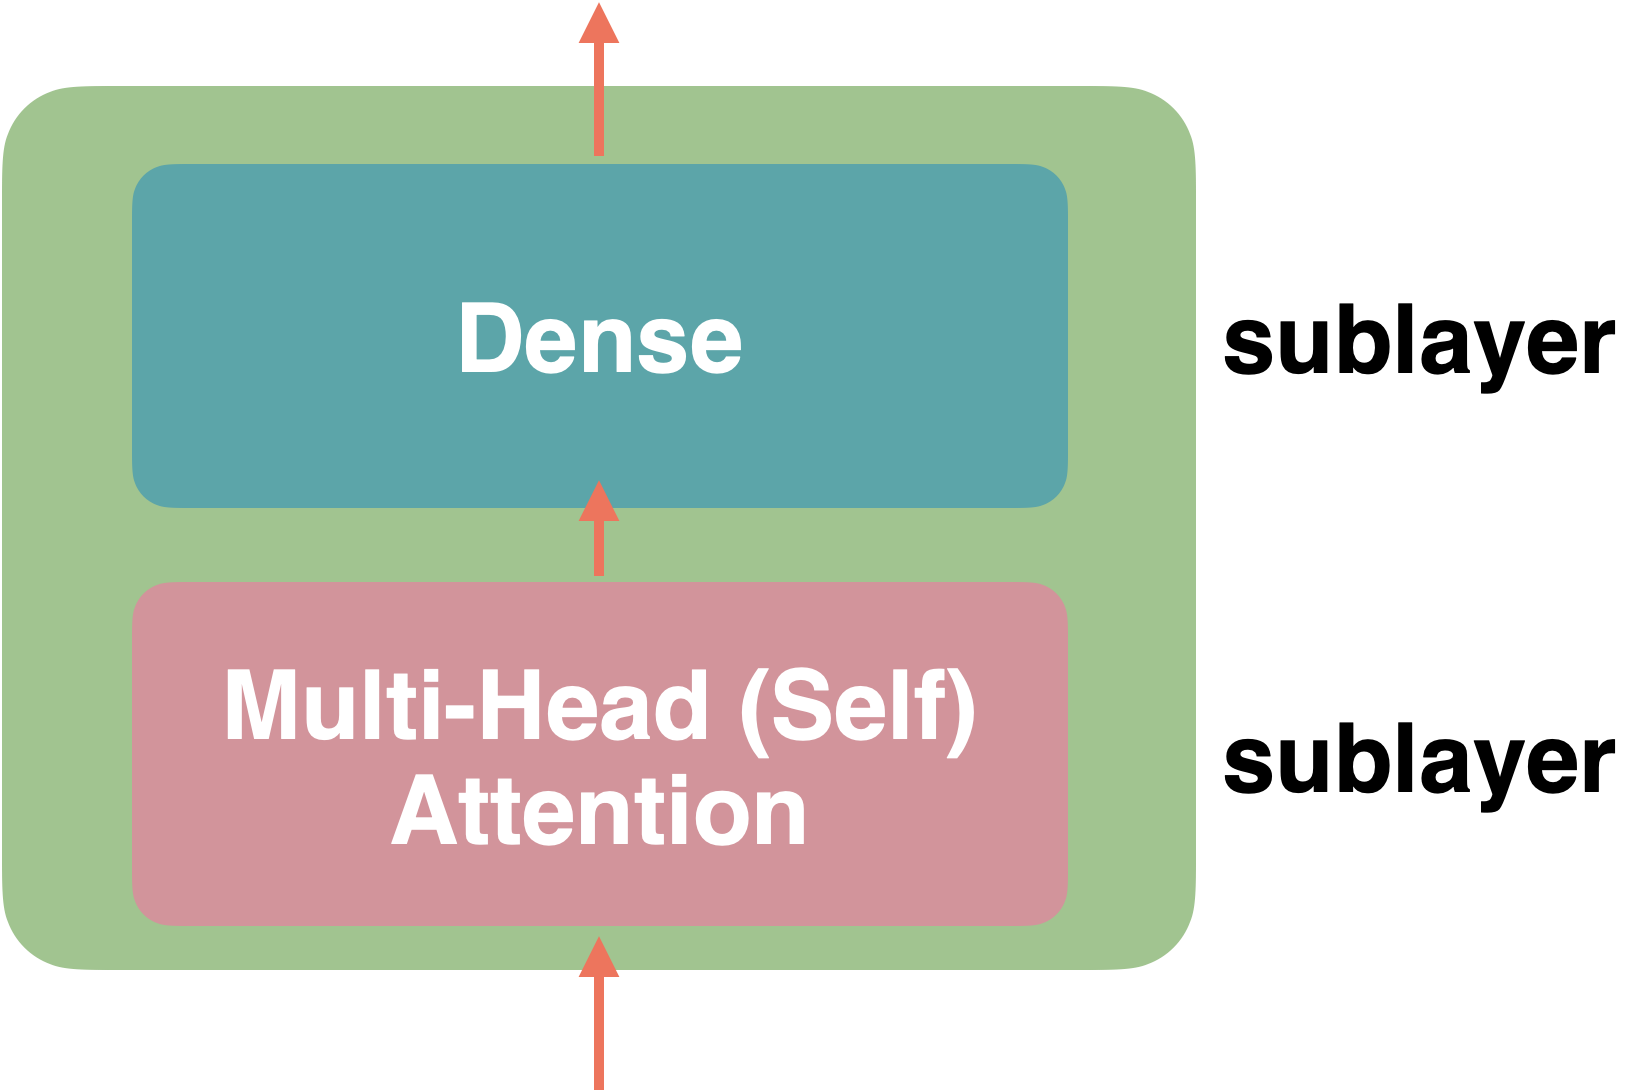 Dense
sublayer
Multi-Head (Self)
Attention
sublayer